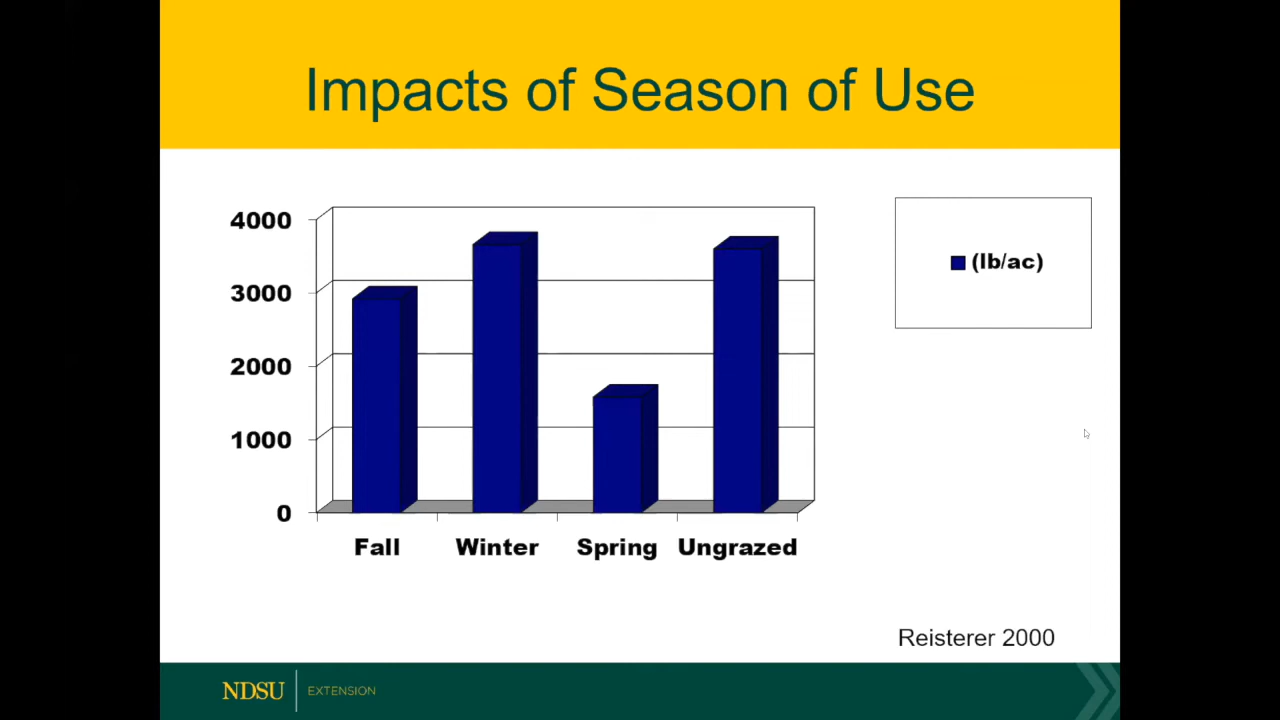 Impacts of Season of Use
4000
3000
2000
1000
0
Fall Winter Spring Ungrazed
(lb/ac)
Reisterer 2000
NDSU EXTENSION